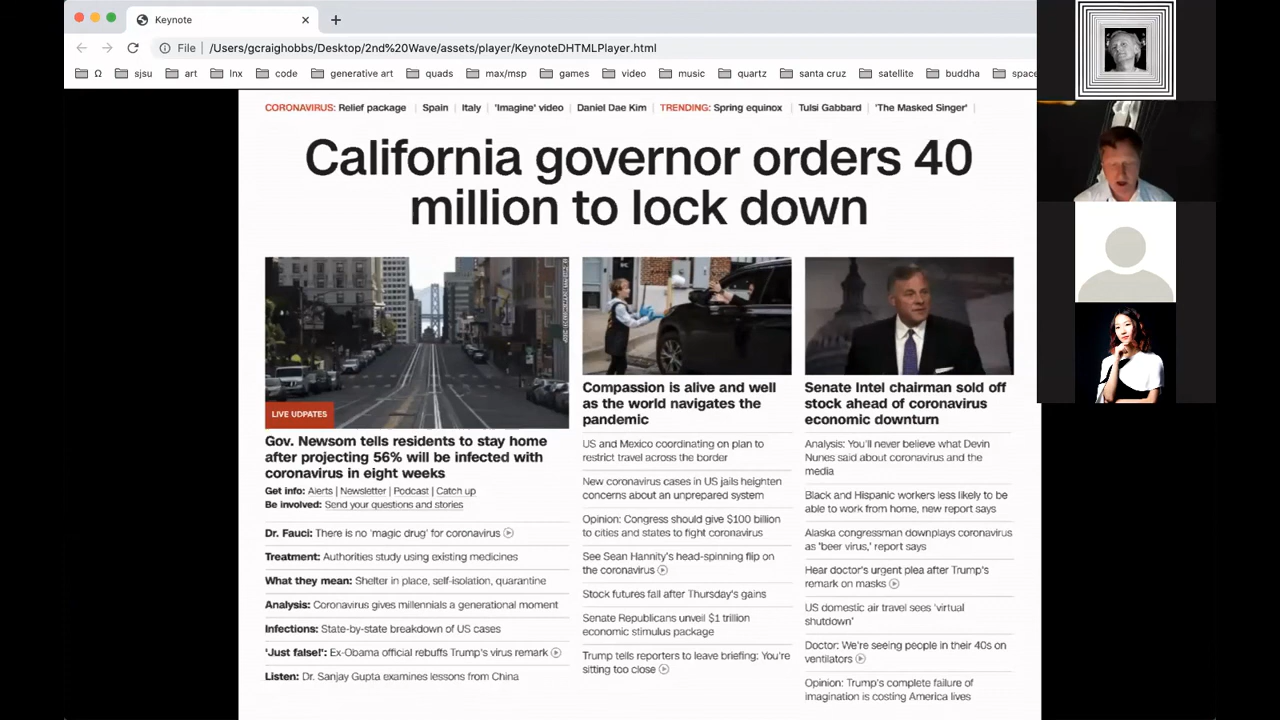 Keynote
File | /Users/gcraighobbs/Desktop/2nd%20Wave/assets/player/KeynoteDHTMLPlayer.html
Ω sjsu art lnx code generative art quads max/msp games video music quartz santa cruz satellite buddha space
CORONAVIRUS: Relief package | Spain | Italy | 'Imagine' video | Daniel Dae Kim | TRENDING: Spring equinox | Tulsi Gabbard | 'The Masked Singer' |
California governor orders 40
million to lock down
LIVE UDPATES
Gov. Newsom tells residents to stay home
after projecting 56% will be infected with
coronavirus in eight weeks
Get info: Alerts | Newsletter | Podcast | Catch up
Be involved: Send your questions and stories
Dr. Fauci: There is no 'magic drug' for coronavirus
Treatment: Authorities study using existing medicines
What they mean: Shelter in place, self-isolation, quarantine
Analysis: Coronavirus gives millennials a generational moment
Infections: State-by-state breakdown of US cases
'Just false!': Ex-Obama official rebuffs Trump's virus remark
Listen: Dr. Sanjay Gupta examines lessons from China
Compassion is alive and well
as the world navigates the
pandemic
US and Mexico coordinating on plan to
restrict travel across the border
New coronavirus cases in US jails heighten
concerns about an unprepared system
Opinion: Congress should give $100 billion
to cities and states to fight coronavirus
See Sean Hannity's head-spinning flip on
the coronavirus
Stock futures fall after Thursday's gains
Senate Republicans unveil $1 trillion
economic stimulus package
Trump tells reporters to leave briefing: You're
sitting too close
Senate Intel chairman sold off
stock ahead of coronavirus
economic downturn
Analysis: You'll never believe what Devin
Nunes said about coronavirus and the
media
Black and Hispanic workers less likely to be
able to work from home, new report says
Alaska congressman downplays coronavirus
as 'beer virus,' report says
Hear doctor's urgent plea after Trump's
remark on masks
US domestic air travel sees 'virtual
shutdown'
Doctor: We're seeing people in their 40s on
ventilators
Opinion: Trump's complete failure of
imagination is costing America lives